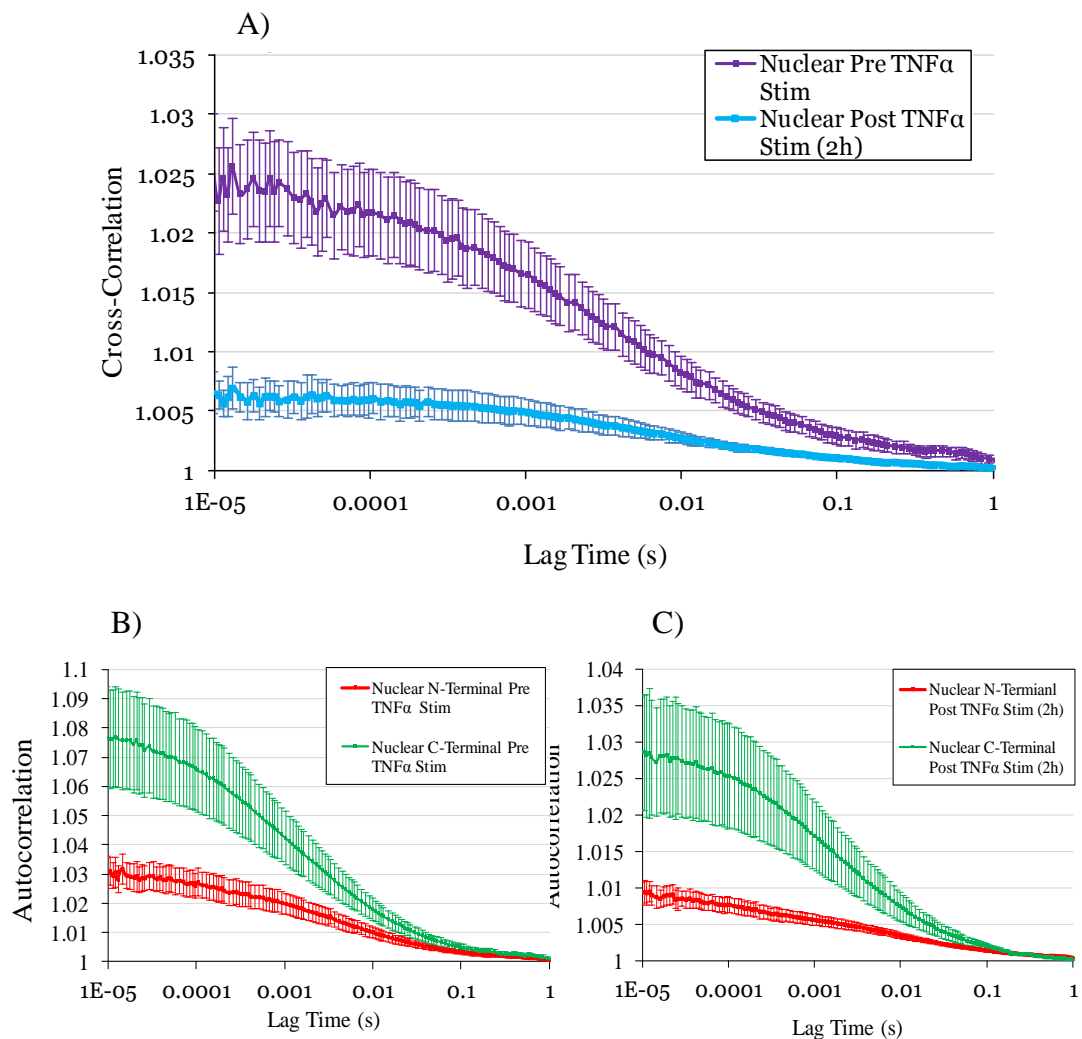 A)
1.035
1.03
1.025
1.02
1.015
1.01
1.005
1
Cross-Correlation
Nuclear Pre TNFα
Stim
Nuclear Post TNFα
Stim (2h)
1E-05
0.0001
0.001
0.01
0.1
1
Lag Time (s)
B)
1.1
1.09
1.08
1.07
1.06
1.05
1.04
1.03
1.02
1.01
1
Autocorrelation
Nuclear N-Terminal Pre
TNFα Stim
Nuclear C-Terminal Pre
TNFα Stim
1E-05
0.0001
0.001
0.01
0.1
1
Lag Time (s)
C)
1.04
1.035
1.03
1.025
1.02
1.015
1.01
1.005
1
Autocorrelation
Nuclear N-Termianl
Post TNFα Stim (2h)
Nuclear C-Terminal
Post TNFα Stim (2h)
1E-05
0.0001
0.001
0.01
0.1
1
Lag Time (s)